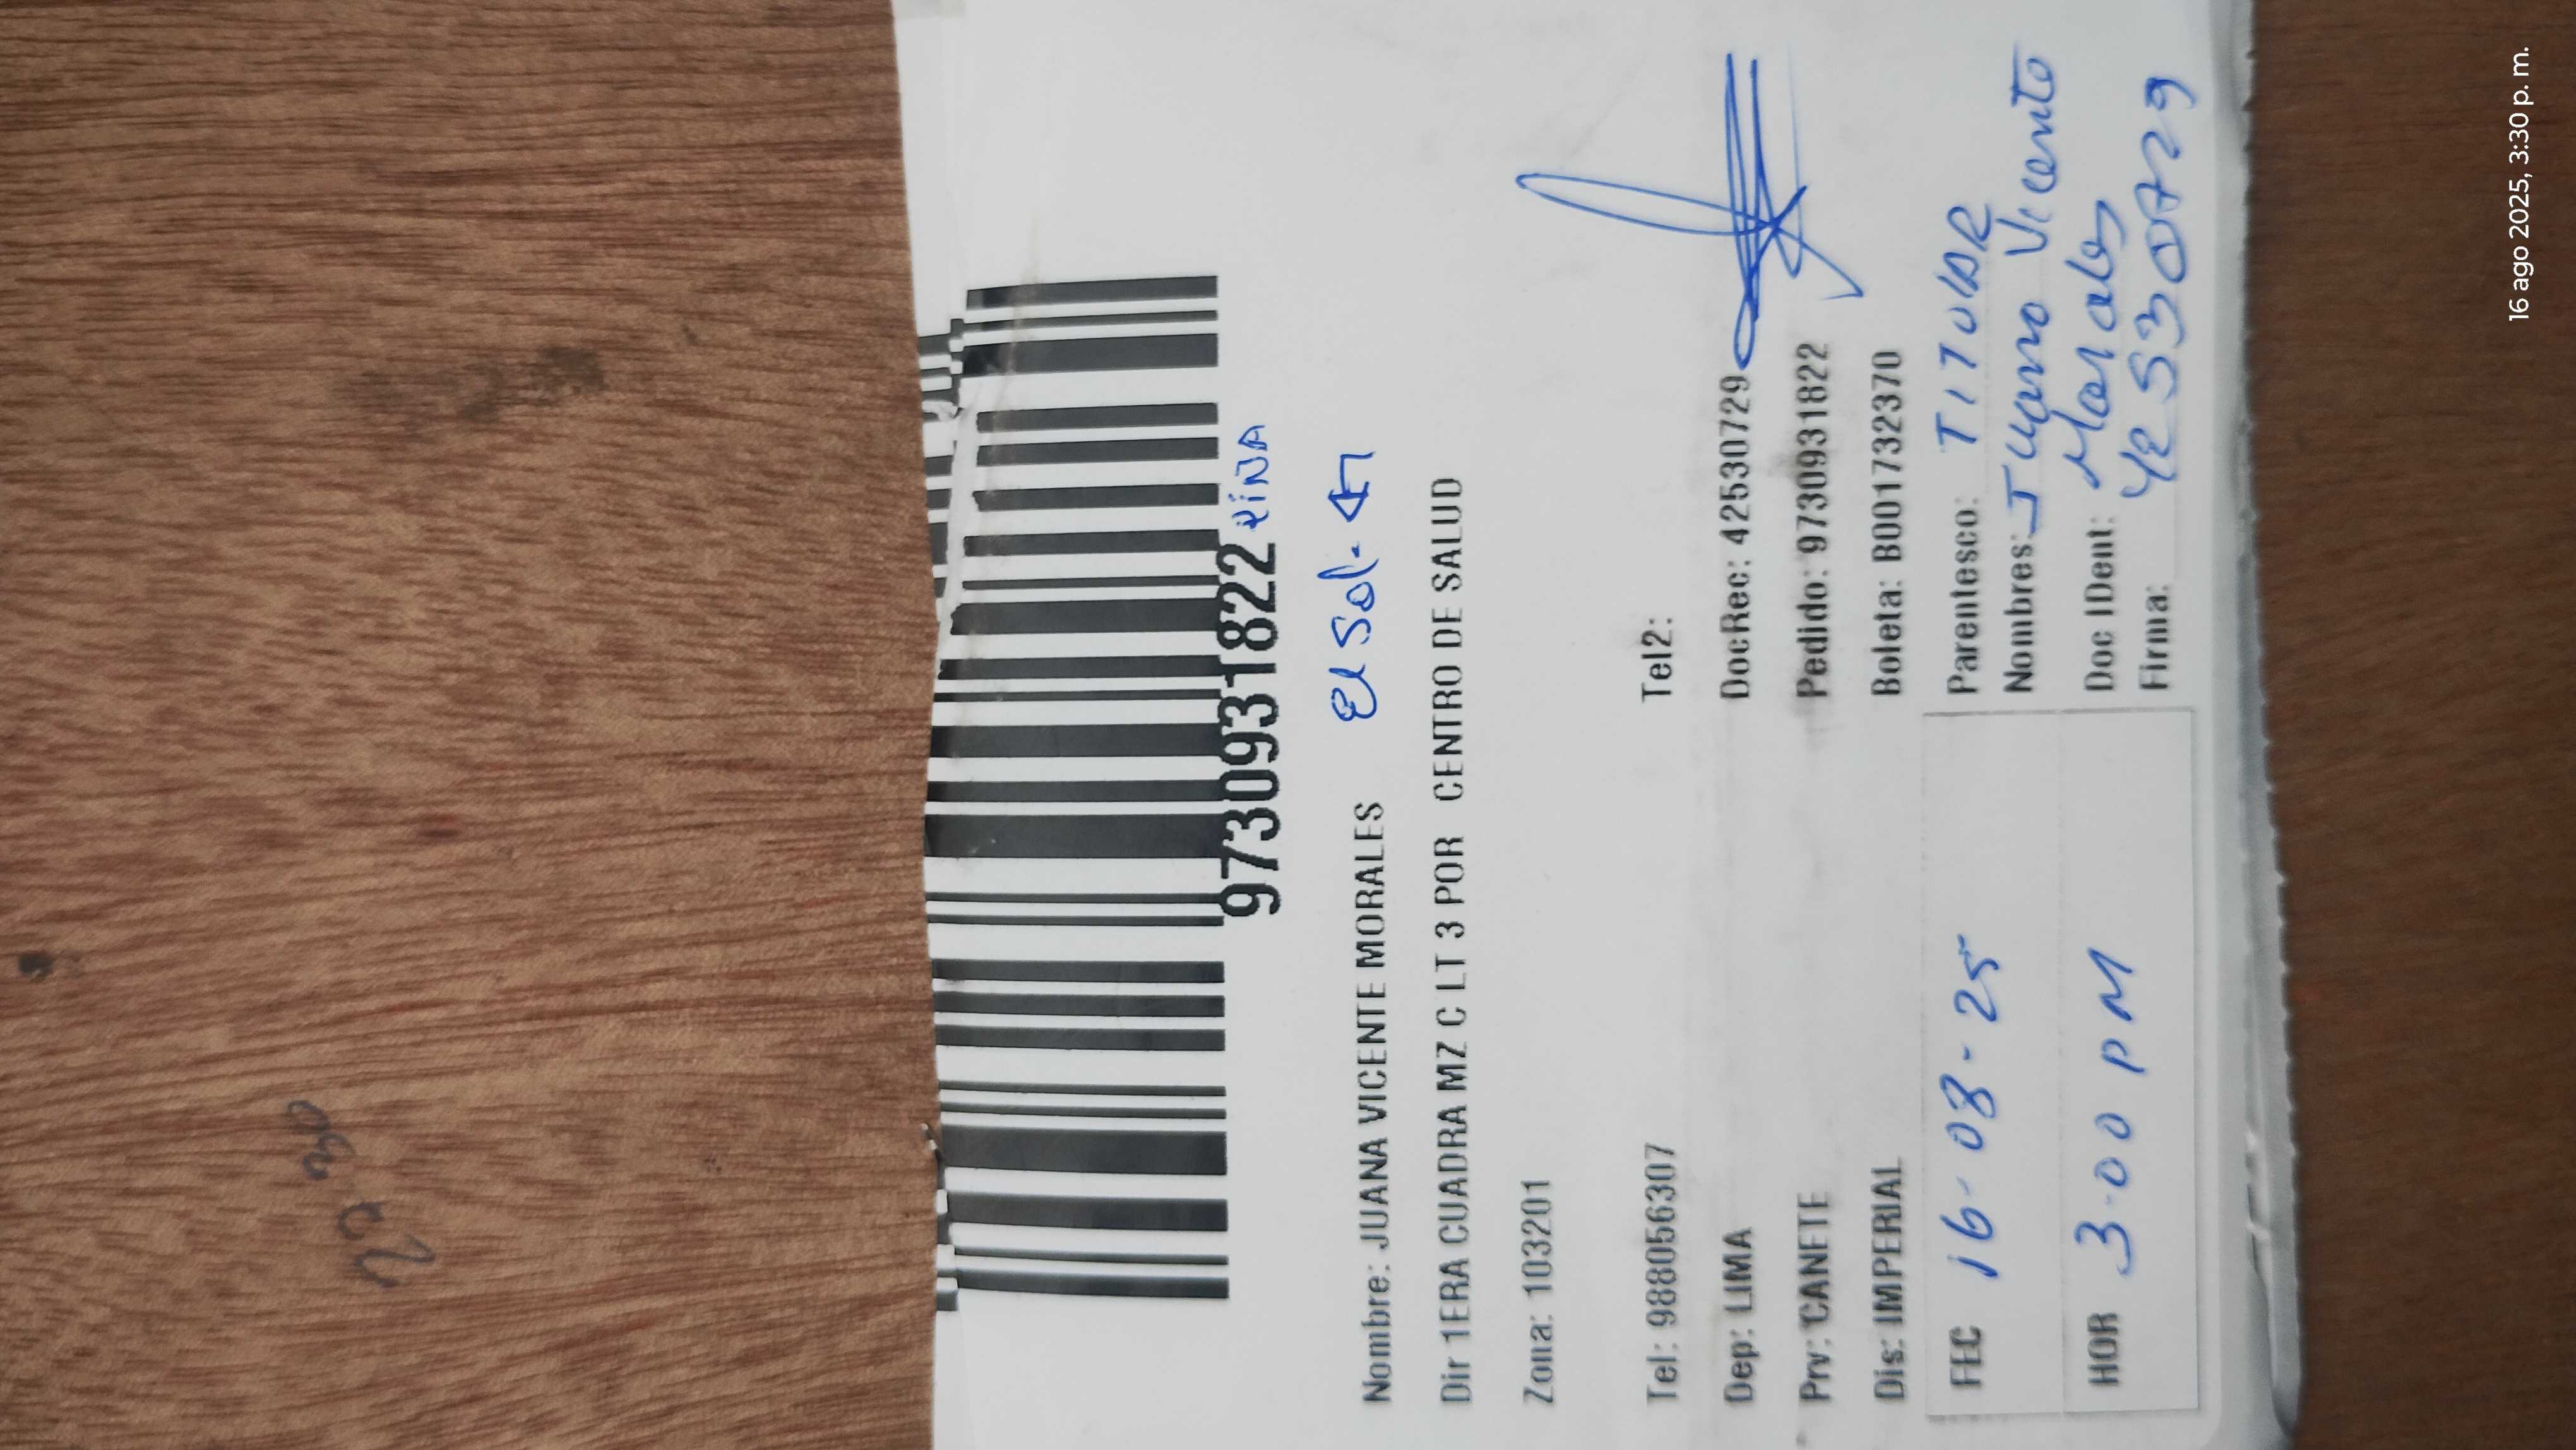 9730931822
Nombre: JUANA VICENTE MORALES El Sol.
Dir 1ERA CUADRA MZ C LT 3 POR CENTRO DE SALUD
Zona: 103201
Tel: 988056307 Tel2:
Dep: LIMA DocRec: 42530729
Prv: CANETE Pedido: 9730931822
Dis: IMPERIAL Boleta: B001732370
FEC 16-08-25 Parentesco: TITULAR
Nombres: Juana Vicente
Morales
HOR 3:00 PM Doc IDent: 42530729
Firma:
16 ago 2025, 3:30 p. m.